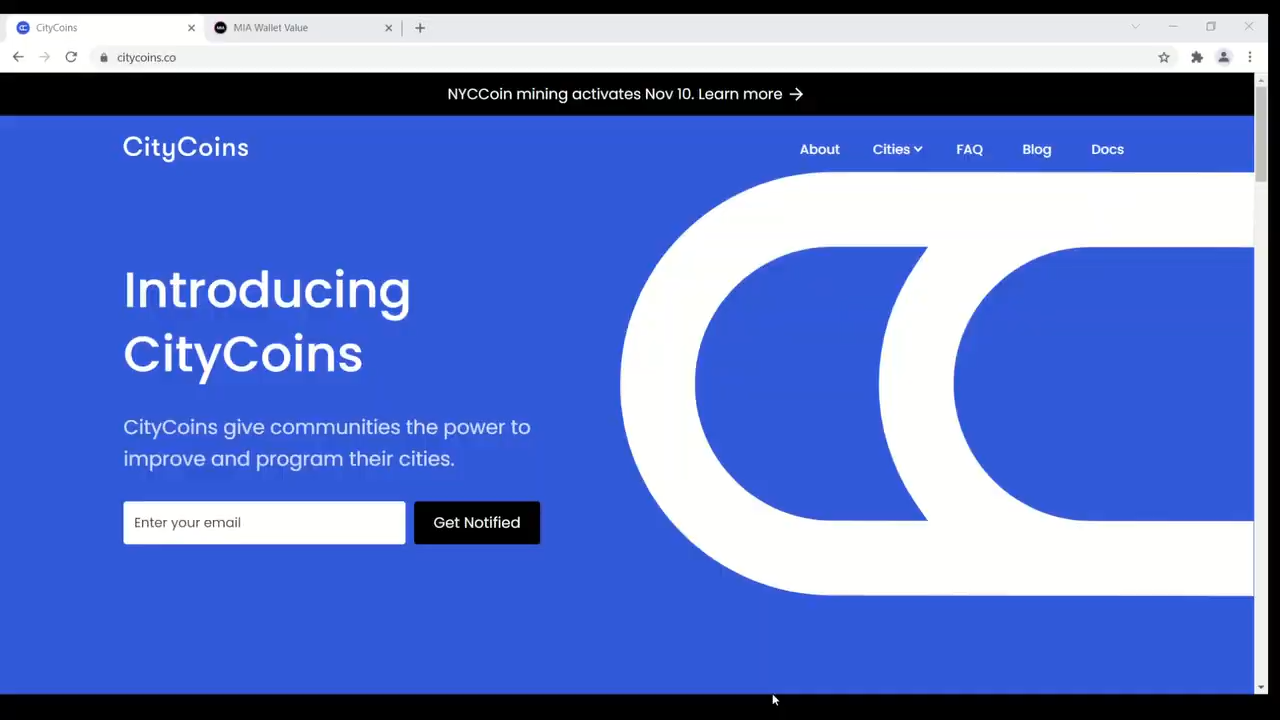 CityCoins
MIA Wallet Value
citycoins.co
NYCCoin mining activates Nov 10. Learn more →
CityCoins
About
Cities
FAQ
Blog
Docs
Introducing
CityCoins
CityCoins give communities the power to
improve and program their cities.
Enter your email
Get Notified